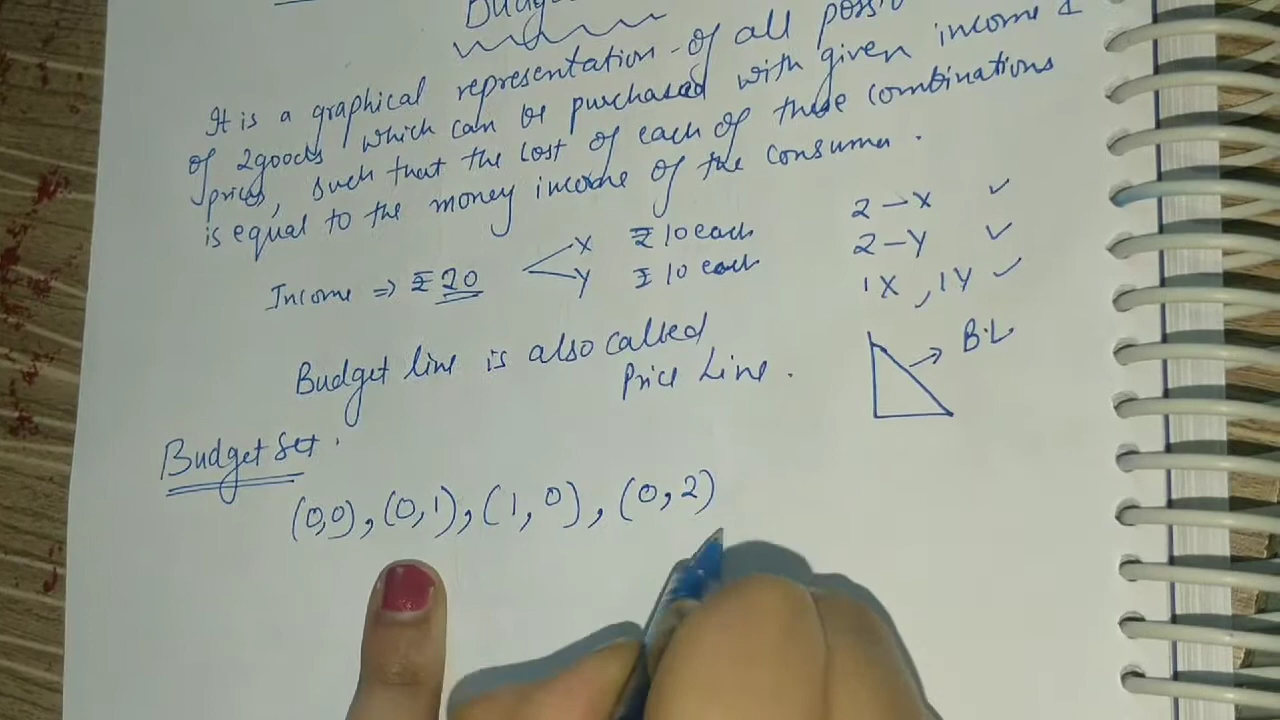 It is a graphical representation of all
of 2goods which can be purchased with given income &
prices, such that the cost of each of these combinations
is equal to the money income of the consumer.
Income ⇒ ₹20 X ₹10 each
Y ₹10 each
2-X ✓
2-Y ✓
1X, 1Y ✓
Budget line is also called
Price Line.
→ B.L
Budget Set.
(0,0), (0,1), (1,0), (0,2)